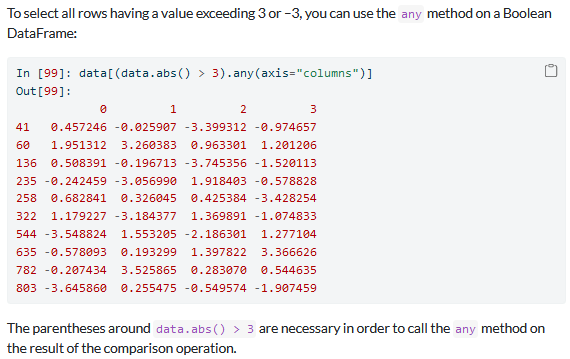 To select all rows having a value exceeding 3 or –3, you can use the any method on a Boolean
DataFrame:
In [99]: data[(data.abs() > 3).any(axis="columns")]
Out[99]:
            0         1         2         3
41   0.457246 -0.025907 -3.399312 -0.974657
60   1.951312  3.260383  0.963301  1.201206
136  0.508391 -0.196713 -3.745356 -1.520113
235 -0.242459 -3.056990  1.918403 -0.578828
258  0.682841  0.326045  0.425384 -3.428254
322  1.179227 -3.184377  1.369891 -1.074833
544 -3.548824  1.553205 -2.186301  1.277104
635 -0.578093  0.193299  1.397822  3.366626
782 -0.207434  3.525865  0.283070  0.544635
803 -3.645860  0.255475 -0.549574 -1.907459
The parentheses around data.abs() > 3 are necessary in order to call the any method on
the result of the comparison operation.